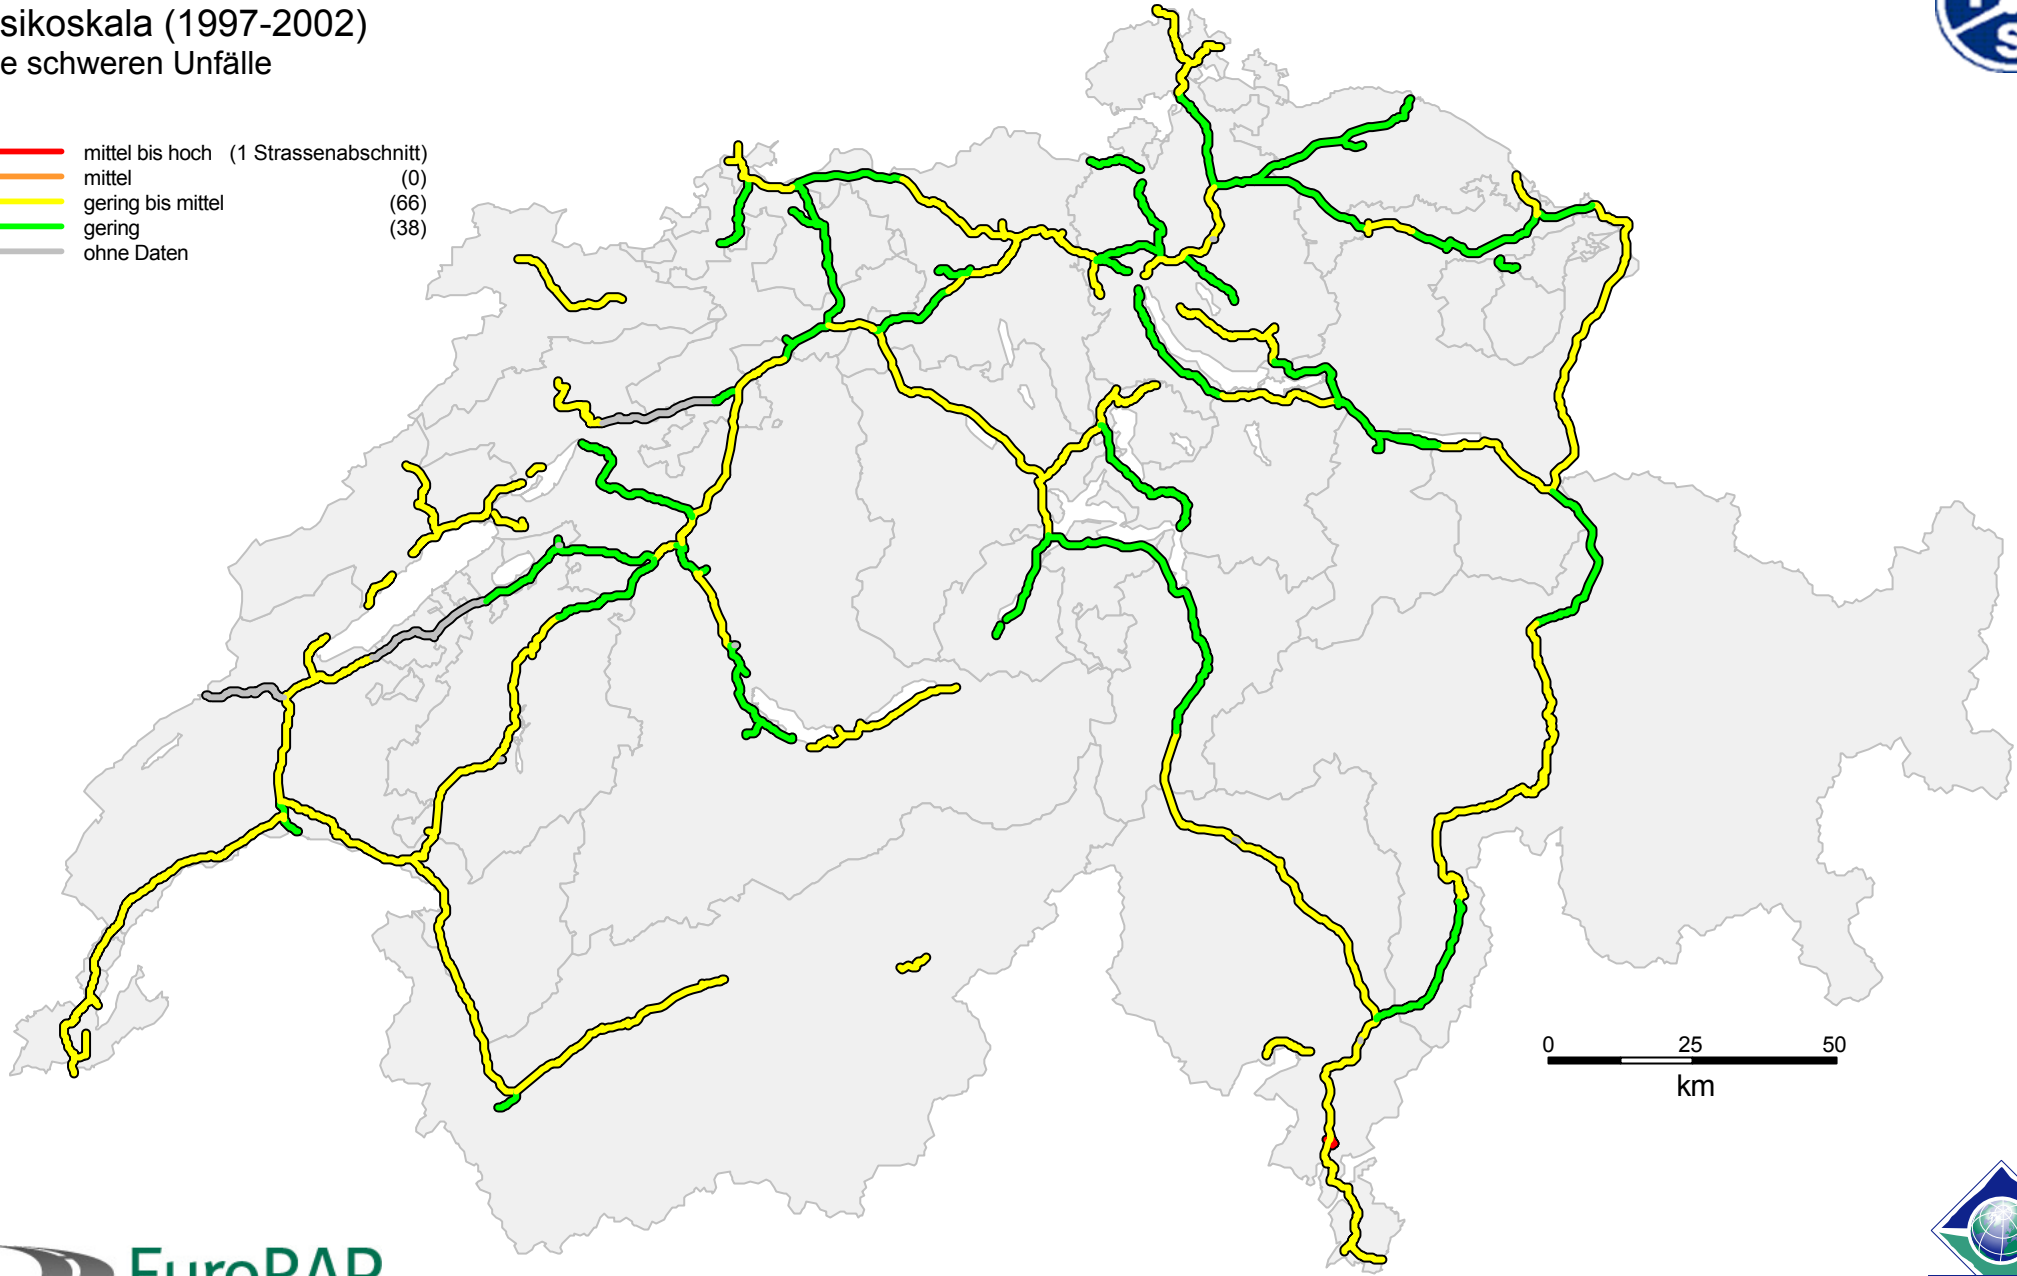 sikoskala (1997-2002)
e schweren Unfälle
mittel bis hoch (1 Strassenabschnitt)
mittel (0)
gering bis mittel (66)
gering (38)
ohne Daten
0 25 50
km
EuroRAP